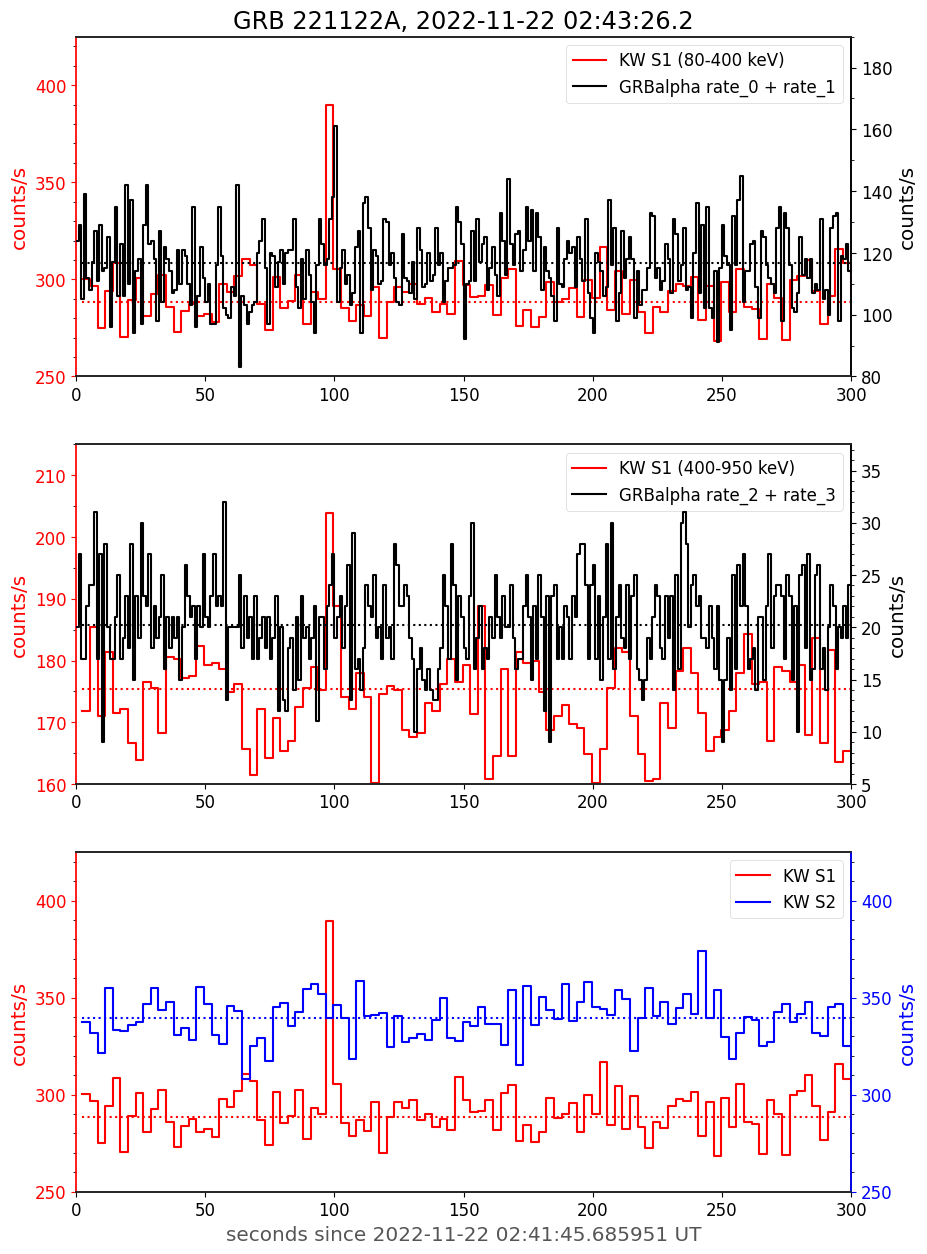 GRB 221122A, 2022-11-22 02:43:26.2
KW S1 (80-400 keV)
GRBalpha rate_0 + rate_1
400
350
300
250
counts/s
180
160
140
120
100
80
counts/s
0 50 100 150 200 250 300
KW S1 (400-950 keV)
GRBalpha rate_2 + rate_3
210
200
190
180
170
160
counts/s
35
30
25
20
15
10
5
counts/s
0 50 100 150 200 250 300
KW S1
KW S2
400
350
300
250
counts/s
400
350
300
250
counts/s
0 50 100 150 200 250 300
seconds since 2022-11-22 02:41:45.685951 UT